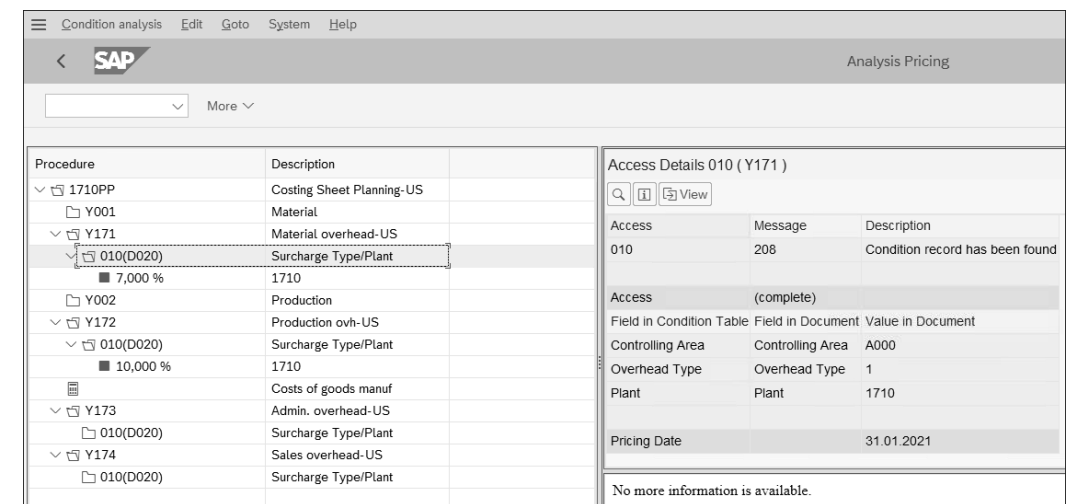 Condition analysis Edit Goto System Help
SAP Analysis Pricing
More
Procedure Description
1710PP Costing Sheet Planning-US
Y001 Material
Y171 Material overhead-US
010(D020) Surcharge Type/Plant
7,000 % 1710
Y002 Production
Y172 Production ovh-US
010(D020) Surcharge Type/Plant
10,000 % 1710
Costs of goods manuf
Y173 Admin. overhead-US
010(D020) Surcharge Type/Plant
Y174 Sales overhead-US
010(D020) Surcharge Type/Plant
Access Details 010 ( Y171 )
View
Access Message Description
010 208 Condition record has been found
Access (complete)
Field in Condition Table Field in Document Value in Document
Controlling Area Controlling Area A000
Overhead Type Overhead Type 1
Plant Plant 1710
Pricing Date 31.01.2021
No more information is available.